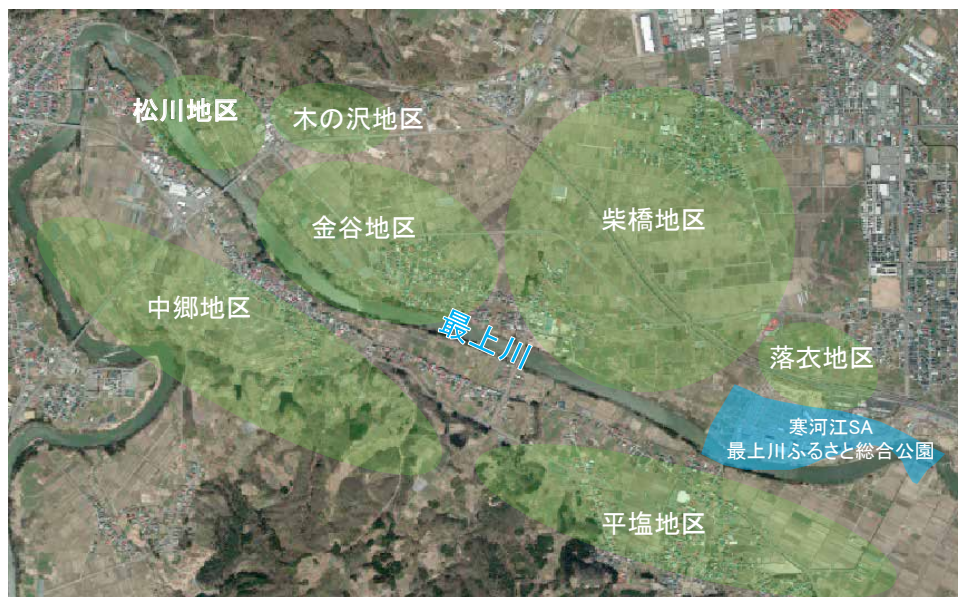 松川地区
木の沢地区
金谷地区
柴橋地区
中郷地区
最上川
落衣地区
寒河江SA
最上川ふるさと総合公園
平塩地区